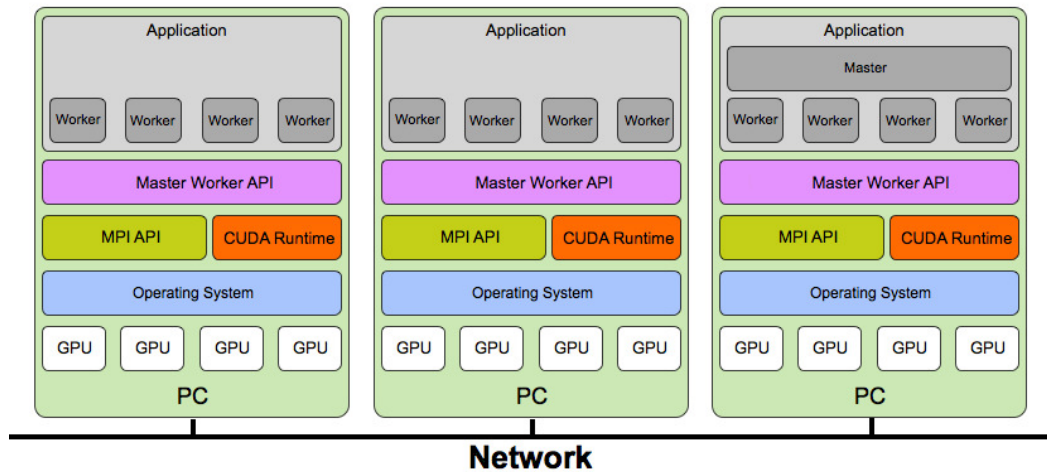 Application
Worker Worker Worker Worker
Master Worker API
MPI API CUDA Runtime
Operating System
GPU GPU GPU GPU
PC
Application
Worker Worker Worker Worker
Master Worker API
MPI API CUDA Runtime
Operating System
GPU GPU GPU GPU
PC
Application
Master
Worker Worker Worker Worker
Master Worker API
MPI API CUDA Runtime
Operating System
GPU GPU GPU GPU
PC
Network